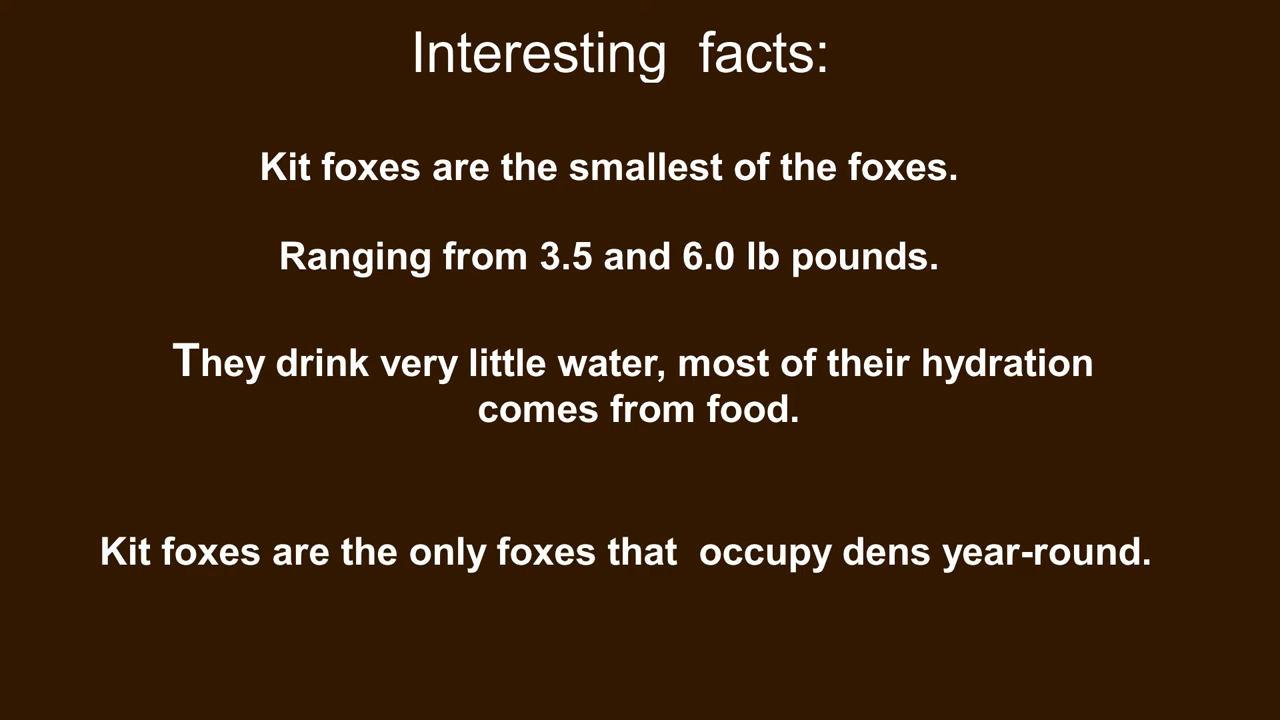 Interesting facts:
Kit foxes are the smallest of the foxes.
Ranging from 3.5 and 6.0 lb pounds.
They drink very little water, most of their hydration
comes from food.
Kit foxes are the only foxes that occupy dens year-round.